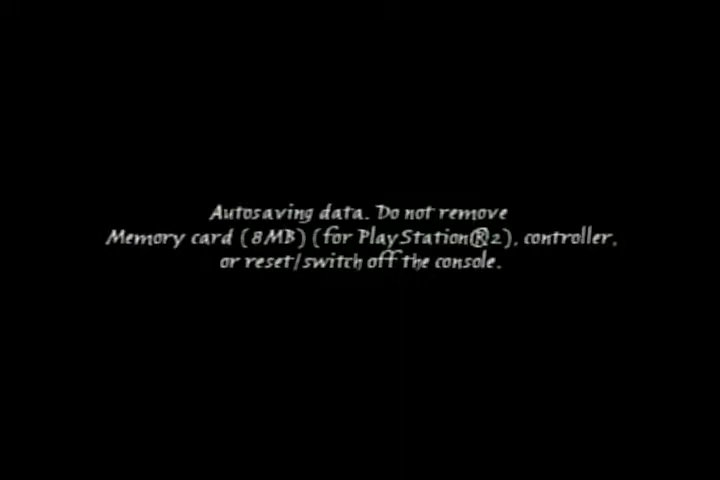 Autosaving data. Do not remove
Memory card (8MB) (for PlayStation®2), controller,
or reset/switch off the console.